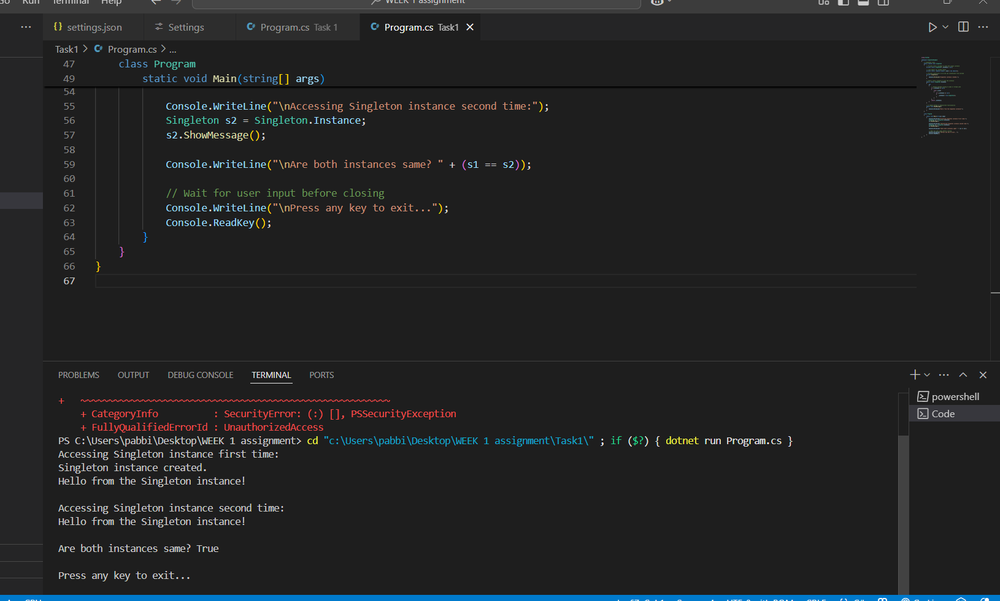 Run Terminal Help WEEK 1 assignment
settings.json Settings Program.cs Task 1 Program.cs Task1
Task1 > Program.cs > ...
47 class Program
49 static void Main(string[] args)
54
55 Console.WriteLine("\nAccessing Singleton instance second time:");
56 Singleton s2 = Singleton.Instance;
57 s2.ShowMessage();
58
59 Console.WriteLine("\nAre both instances same? " + (s1 == s2));
60
61 // Wait for user input before closing
62 Console.WriteLine("\nPress any key to exit...");
63 Console.ReadKey();
64 }
65 }
66 }
67
PROBLEMS OUTPUT DEBUG CONSOLE TERMINAL PORTS
+ ~~~~~~~~~~~~~~~~~~~~~~~~~~~~~~~~~~~~~~~~~~~~~~~~~~~~~~~~
+ CategoryInfo : SecurityError: (:) [], PSSecurityException
+ FullyQualifiedErrorId : UnauthorizedAccess
PS C:\Users\pabbi\Desktop\WEEK 1 assignment> cd "c:\Users\pabbi\Desktop\WEEK 1 assignment\Task1\" ; if ($?) { dotnet run Program.cs }
Accessing Singleton instance first time:
Singleton instance created.
Hello from the Singleton instance!
Accessing Singleton instance second time:
Hello from the Singleton instance!
Are both instances same? True
Press any key to exit...
powershell
Code